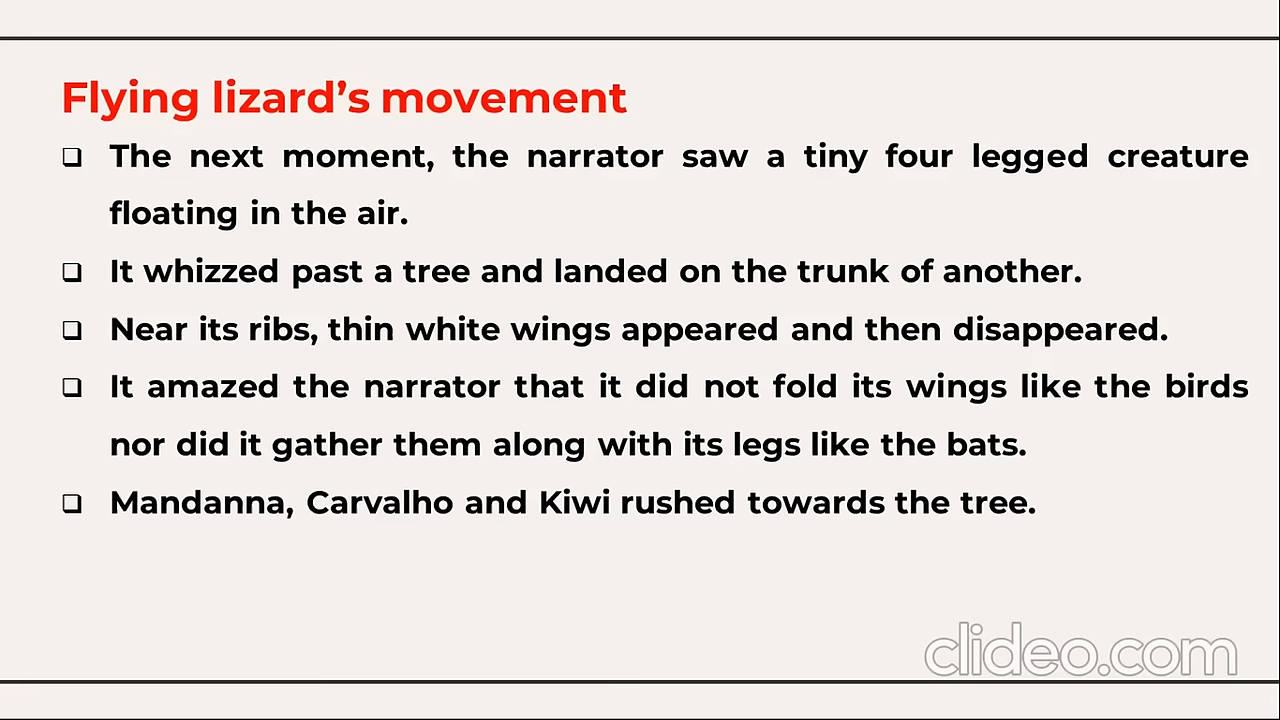 Flying lizard’s movement
❑ The next moment, the narrator saw a tiny four legged creature
floating in the air.
❑ It whizzed past a tree and landed on the trunk of another.
❑ Near its ribs, thin white wings appeared and then disappeared.
❑ It amazed the narrator that it did not fold its wings like the birds
nor did it gather them along with its legs like the bats.
❑ Mandanna, Carvalho and Kiwi rushed towards the tree.
clideo.com